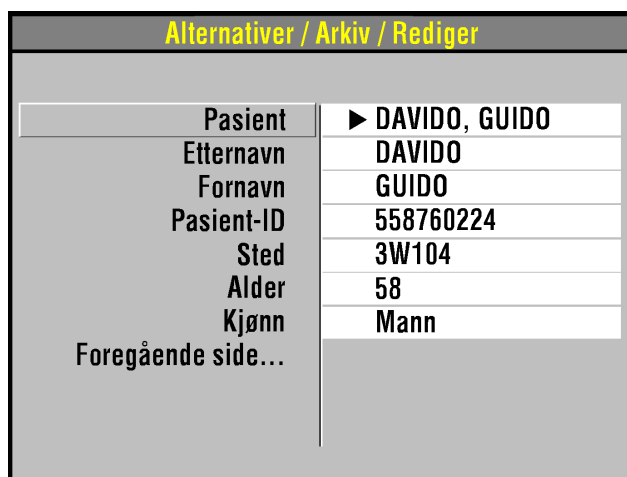 Alternativer / Arkiv / Rediger
Pasient ▶ DAVIDO, GUIDO
Etternavn DAVIDO
Fornavn GUIDO
Pasient-ID 558760224
Sted 3W104
Alder 58
Kjønn Mann
Foregående side...